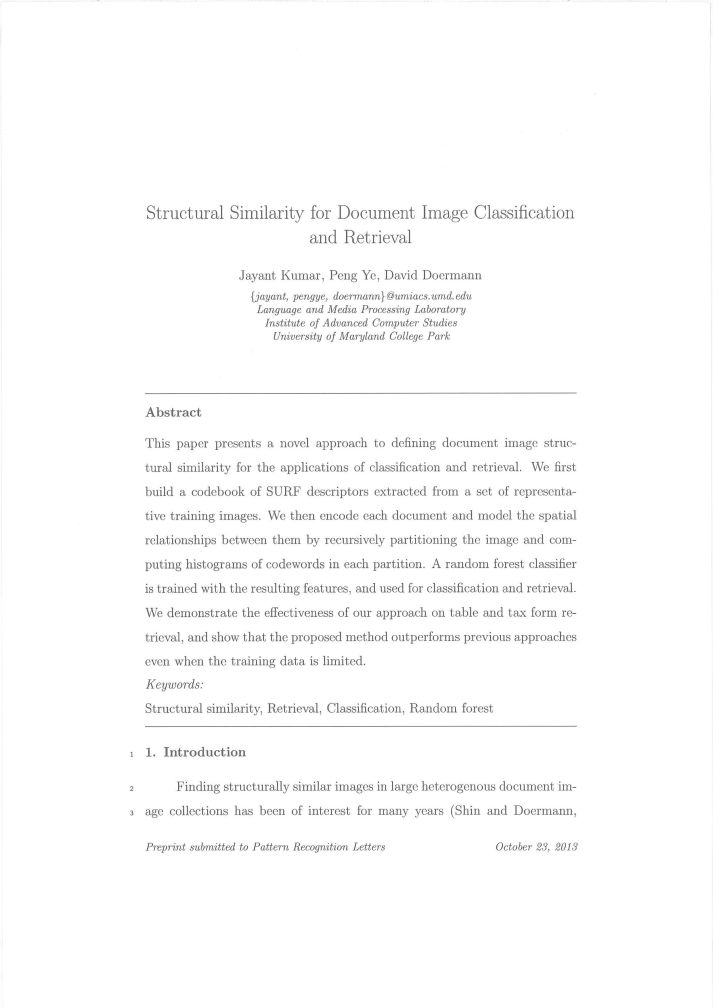 Structural Similarity for Document Image Classification
and Retrieval
Jayant Kumar, Peng Ye, David Doermann
{jayant, pengye, doermann}@umiacs.umd.edu
Language and Media Processing Laboratory
Institute of Advanced Computer Studies
University of Maryland College Park
Abstract
This paper presents a novel approach to defining document image struc-
tural similarity for the applications of classification and retrieval. We first
build a codebook of SURF descriptors extracted from a set of representa-
tive training images. We then encode each document and model the spatial
relationships between them by recursively partitioning the image and com-
puting histograms of codewords in each partition. A random forest classifier
is trained with the resulting features, and used for classification and retrieval.
We demonstrate the effectiveness of our approach on table and tax form re-
trieval, and show that the proposed method outperforms previous approaches
even when the training data is limited.
Keywords:
Structural similarity, Retrieval, Classification, Random forest
1 1. Introduction
2 Finding structurally similar images in large heterogenous document im-
3 age collections has been of interest for many years (Shin and Doermann,
Preprint submitted to Pattern Recognition Letters October 23, 2013